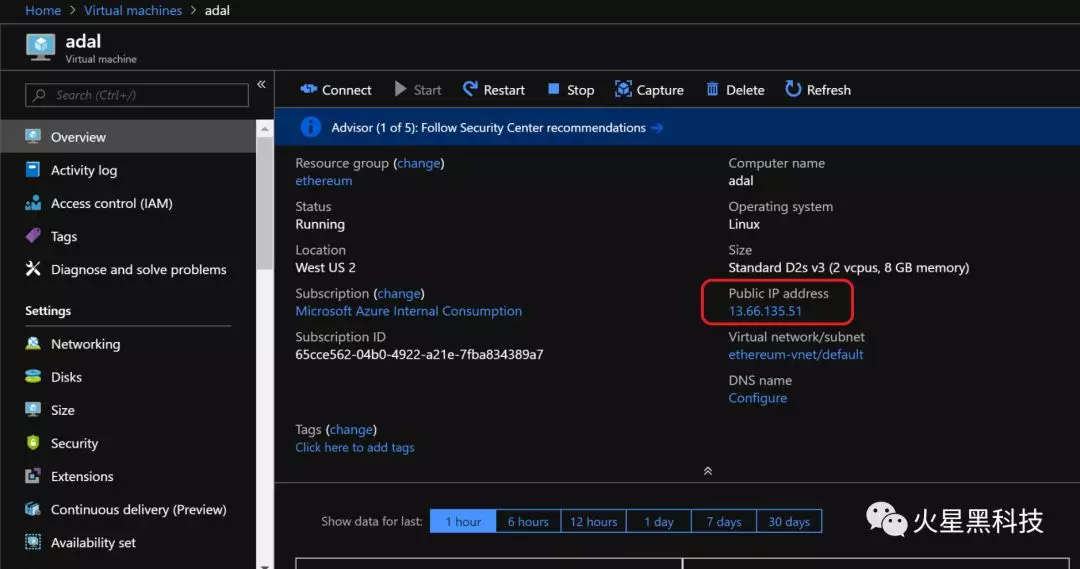 Home > Virtual machines > adal
adal
Virtual machine
Search (Ctrl+/)
«
Connect
Start
Restart
Stop
Capture
Delete
Refresh
Advisor (1 of 5): Follow Security Center recommendations →
Overview
Activity log
Access control (IAM)
Tags
Diagnose and solve problems
Settings
Networking
Disks
Size
Security
Extensions
Continuous delivery (Preview)
Availability set
Resource group (change)
ethereum
Status
Running
Location
West US 2
Subscription (change)
Microsoft Azure Internal Consumption
Subscription ID
65cce562-04b0-4922-a21e-7fba834389a7
Computer name
adal
Operating system
Linux
Size
Standard D2s v3 (2 vcpus, 8 GB memory)
Public IP address
13.66.135.51
Virtual network/subnet
ethereum-vnet/default
DNS name
Configure
Tags (change)
Click here to add tags
Show data for last: 1 hour 6 hours 12 hours 1 day 7 days 30 days
火星黑科技